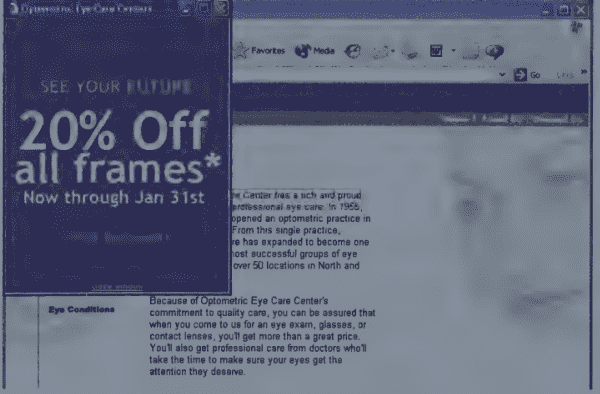 Optometric Eye Care Centers
SEE YOUR FUTURE
20% Off
all frames*
Now through Jan 31st
Favorites
Media
Go
Center has a rich and proud
professional eye care. In
opened an optometric practice in
From this single practice,
has expanded to become one
most successful groups of eye
over 50 locations in North and
Eye Conditions
Because of Optometric Eye Care Center's
commitment to quality care, you can be assured that
when you come to us for an eye exam, glasses, or
contact lenses, you'll get more than a great price.
You'll also get professional care from doctors who'll
take the time to make sure your eyes get the
attention they deserve.